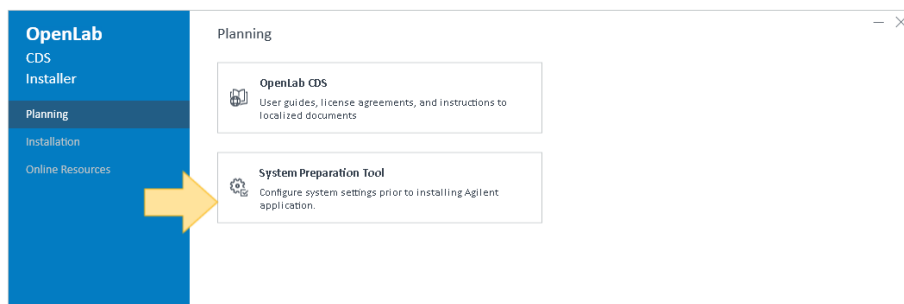 OpenLab
CDS
Installer
Planning
Installation
Online Resources
Planning
OpenLab CDS
User guides, license agreements, and instructions to
localized documents
System Preparation Tool
Configure system settings prior to installing Agilent
application.